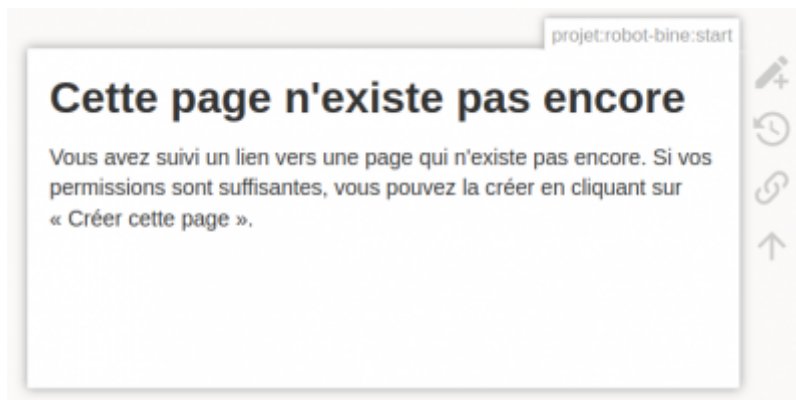 projet:robot-bine:start
Cette page n'existe pas encore
Vous avez suivi un lien vers une page qui n'existe pas encore. Si vos
permissions sont suffisantes, vous pouvez la créer en cliquant sur
« Créer cette page ».